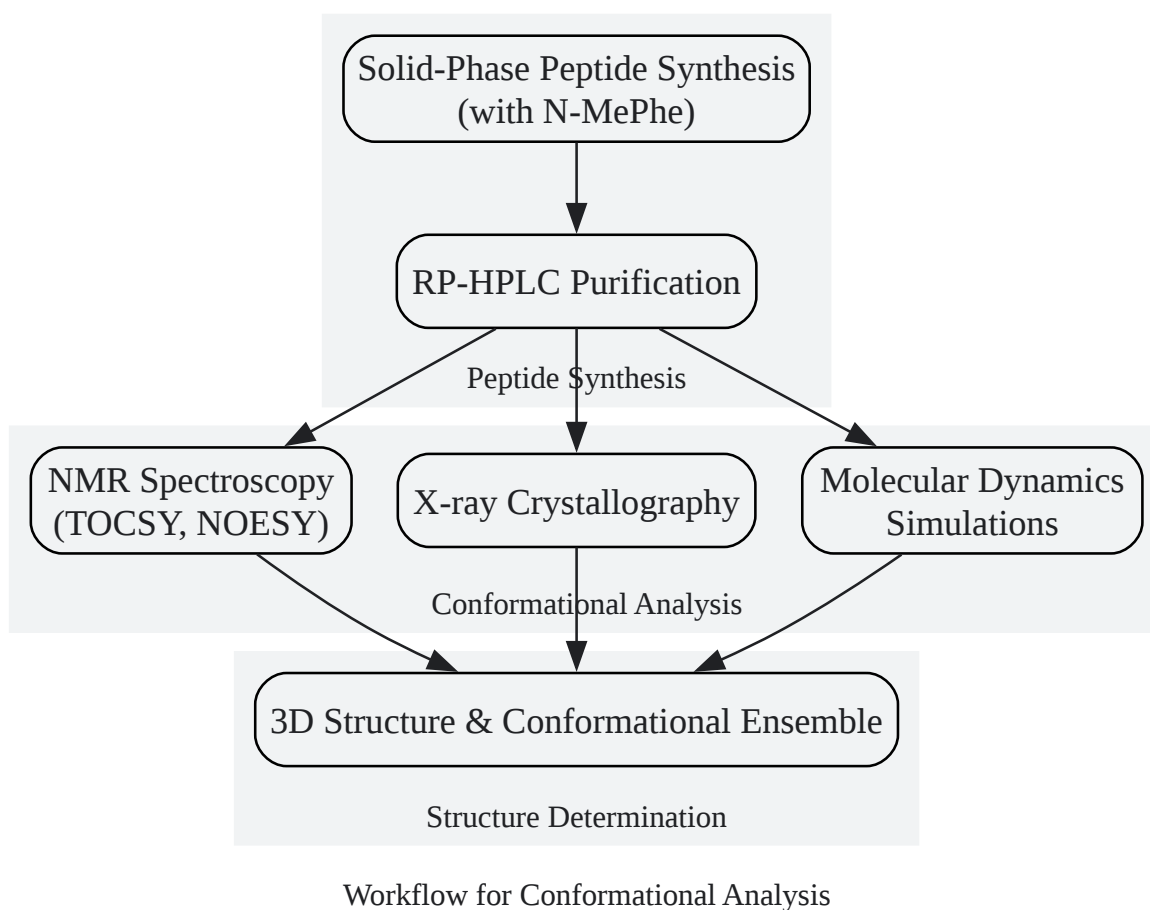 Solid-Phase Peptide Synthesis
(with N-MePhe)
RP-HPLC Purification
Peptide Synthesis
NMR Spectroscopy
(TOCSY, NOESY)
X-ray Crystallography
Molecular Dynamics
Simulations
Conformational Analysis
3D Structure & Conformational Ensemble
Structure Determination
Workflow for Conformational Analysis